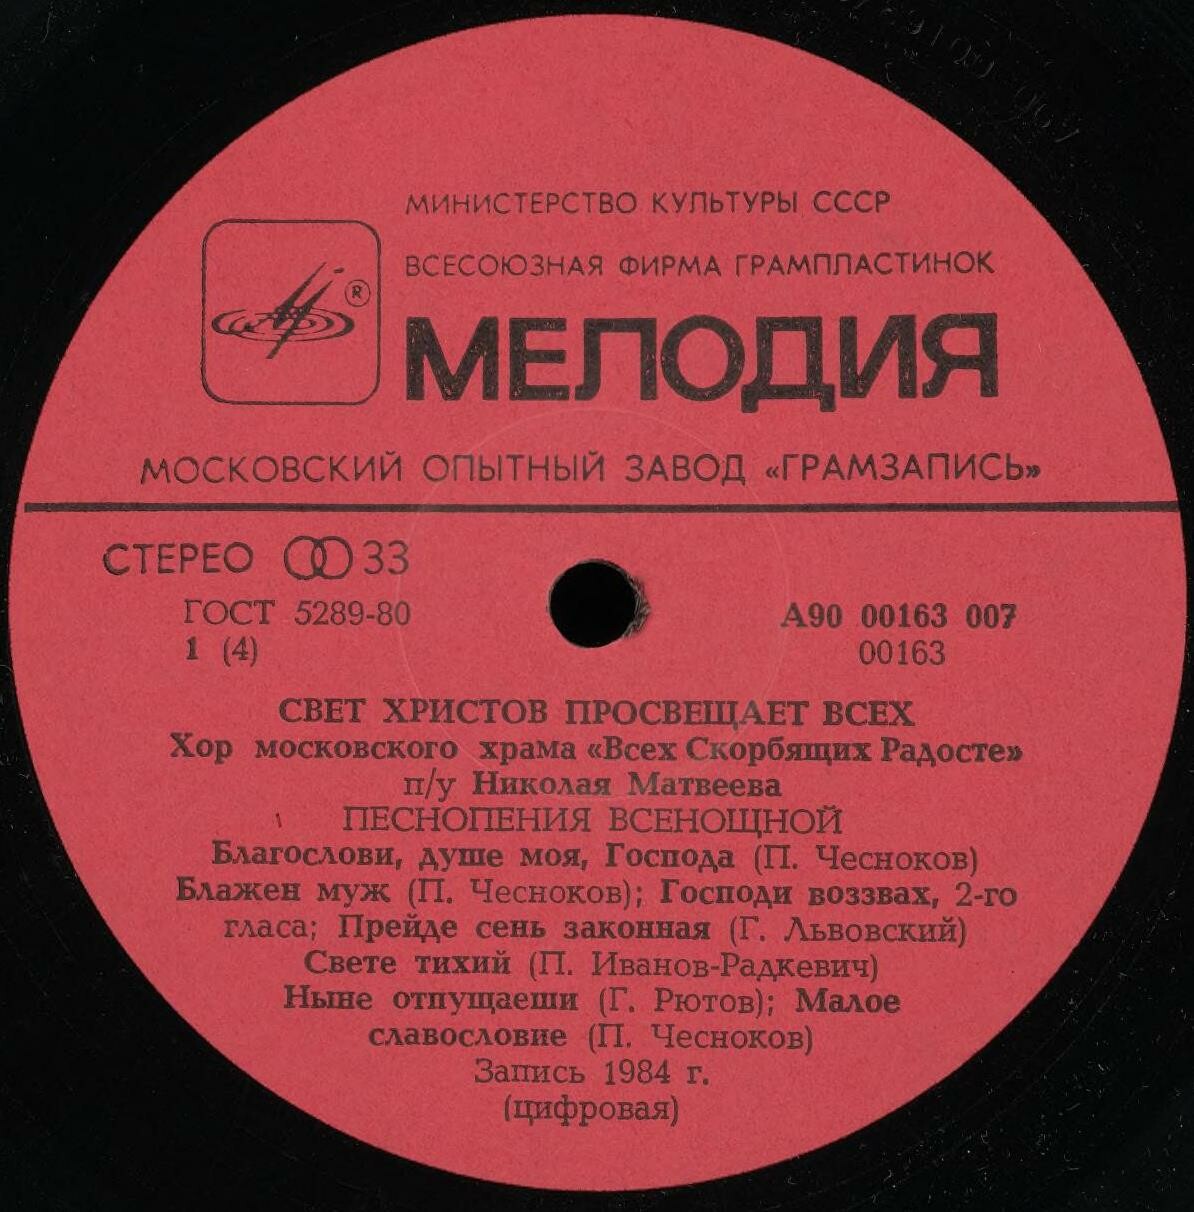 МИНИСТЕРСТВО КУЛЬТУРЫ СССР
ВСЕСОЮЗНАЯ ФИРМА ГРАМПЛАСТИНОК
®
МЕЛОДИЯ
МОСКОВСКИЙ ОПЫТНЫЙ ЗАВОД «ГРАМЗАПИСЬ»
СТЕРЕО 33
ГОСТ 5289-80
А90 00163 007
1 (4)
00163
СВЕТ ХРИСТОВ ПРОСВЕЩАЕТ ВСЕХ
Хор московского храма «Всех Скорбящих Радосте»
п/у Николая Матвеева
ПЕСНОПЕНИЯ ВСЕНОЩНОЙ
Благослови, душе моя, Господа (П. Чесноков)
Блажен муж (П. Чесноков); Господи воззвах, 2-го
гласа; Прейде сень законная (Г. Львовский)
Свете тихий (П. Иванов-Радкевич)
Ныне отпущаеши (Г. Рютов); Малое
славословие (П. Чесноков)
Запись 1984 г.
(цифровая)